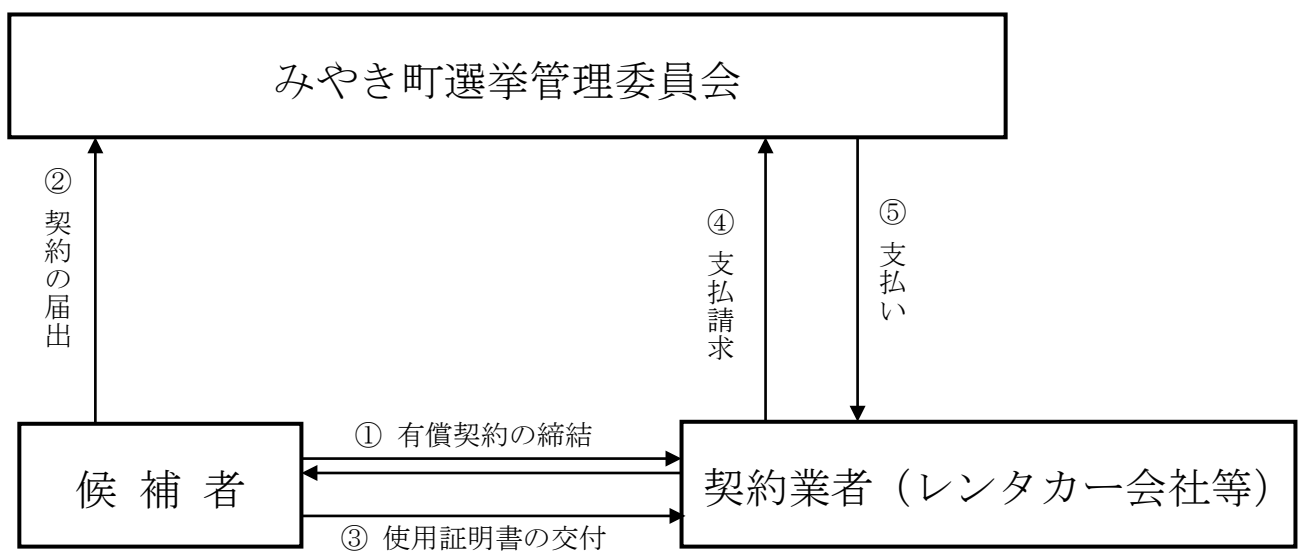 みやき町選挙管理委員会
② 契約の届出
④ 支払請求
⑤ 支払い
① 有償契約の締結
候 補 者
契約業者（レンタカー会社等）
③ 使用証明書の交付